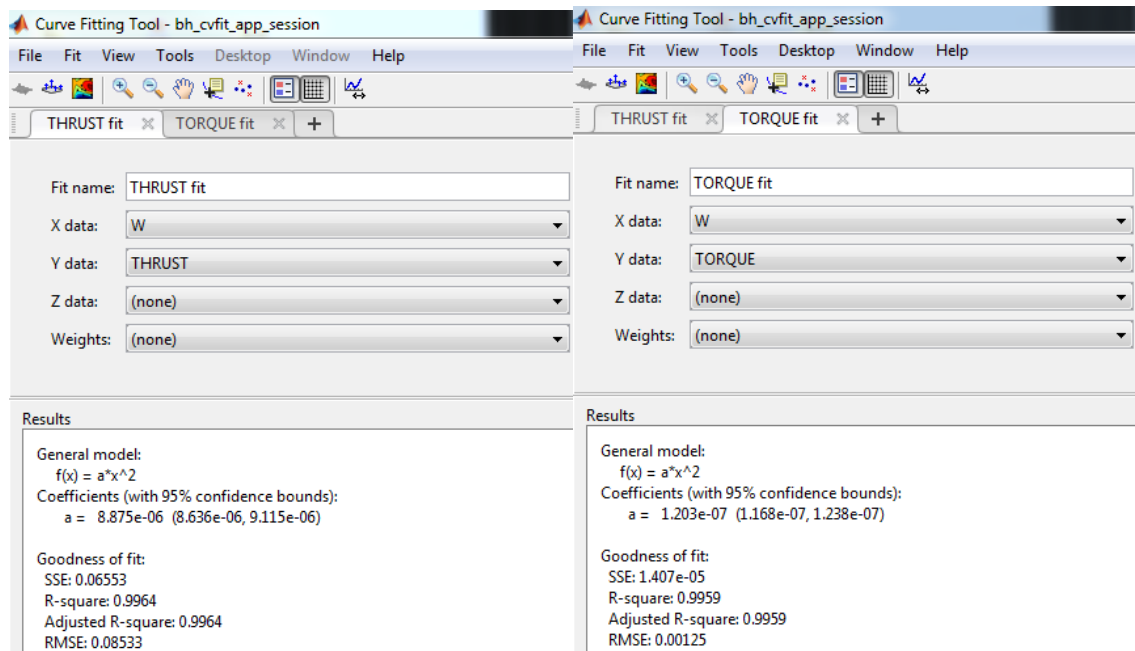 Curve Fitting Tool - bh_cvfit_app_session
File Fit View Tools Desktop Window Help
THRUST fit TORQUE fit +
Fit name: THRUST fit
X data: W
Y data: THRUST
Z data: (none)
Weights: (none)
Results
General model:
f(x) = a*x^2
Coefficients (with 95% confidence bounds):
a = 8.875e-06 (8.636e-06, 9.115e-06)
Goodness of fit:
SSE: 0.06553
R-square: 0.9964
Adjusted R-square: 0.9964
RMSE: 0.08533
Curve Fitting Tool - bh_cvfit_app_session
File Fit View Tools Desktop Window Help
THRUST fit TORQUE fit +
Fit name: TORQUE fit
X data: W
Y data: TORQUE
Z data: (none)
Weights: (none)
Results
General model:
f(x) = a*x^2
Coefficients (with 95% confidence bounds):
a = 1.203e-07 (1.168e-07, 1.238e-07)
Goodness of fit:
SSE: 1.407e-05
R-square: 0.9959
Adjusted R-square: 0.9959
RMSE: 0.00125